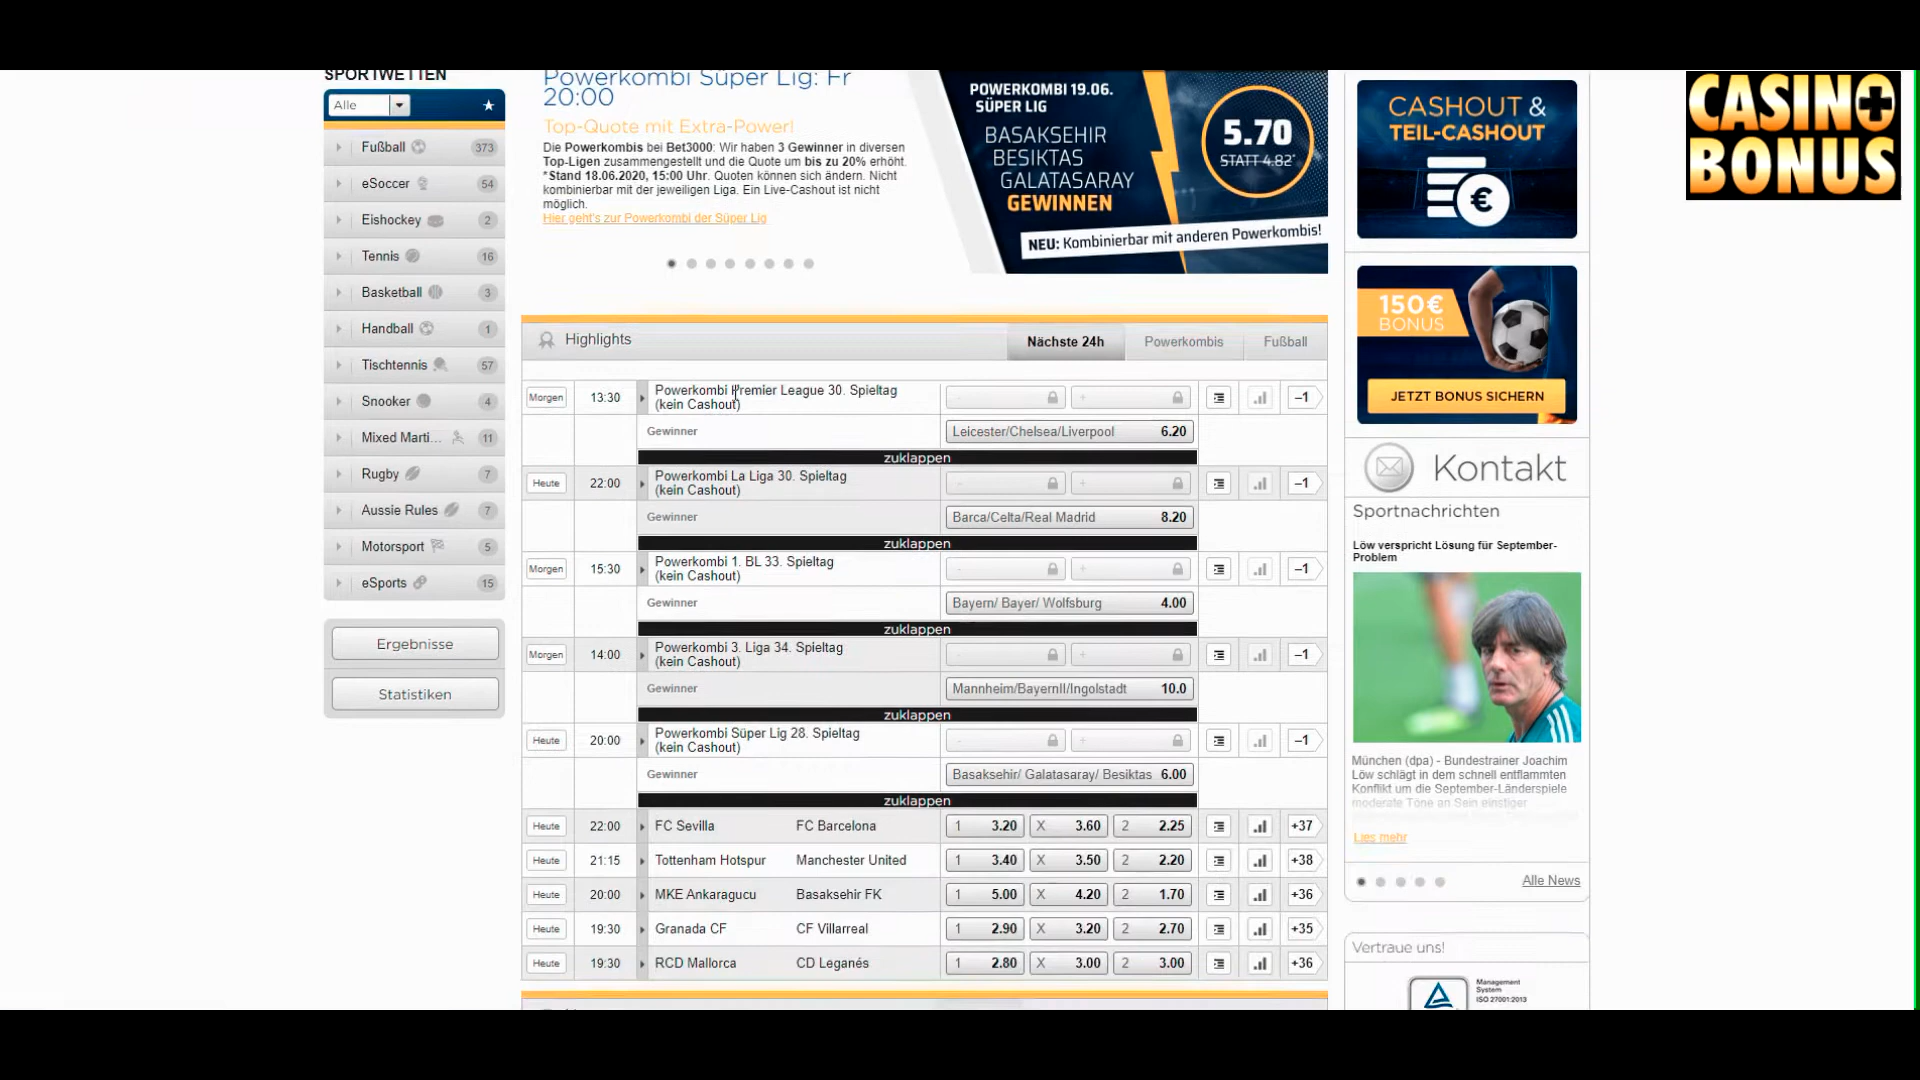 SPORTWETTEN
Alle
Fußball 373
eSoccer 54
Eishockey 2
Tennis 16
Basketball 3
Handball 1
Tischtennis 57
Snooker 4
Mixed Marti... 11
Rugby 7
Aussie Rules 7
Motorsport 5
eSports 15
Ergebnisse
Statistiken
Powerkombi Süper Lig: Fr
20:00
Top-Quote mit Extra-Power!
Die Powerkombis bei Bet3000: Wir haben 3 Gewinner in diversen
Top-Ligen zusammengestellt und die Quote um bis zu 20% erhöht.
*Stand 18.06.2020, 15:00 Uhr. Quoten können sich ändern. Nicht
kombinierbar mit der jeweiligen Liga. Ein Live-Cashout ist nicht
möglich.
Hier geht's zur Powerkombi der Süper Lig
POWERKOMBI 19.06.
SÜPER LIG
BASAKSEHIR
BESIKTAS
GALATASARAY
GEWINNEN
5.70
STATT 4.82*
NEU: Kombinierbar mit anderen Powerkombis!
Highlights Nächste 24h Powerkombis Fußball
Morgen 13:30 Powerkombi Premier League 30. Spieltag
(kein Cashout) - + –1
Gewinner Leicester/Chelsea/Liverpool 6.20
zuklappen
Heute 22:00 Powerkombi La Liga 30. Spieltag
(kein Cashout) - + –1
Gewinner Barca/Celta/Real Madrid 8.20
zuklappen
Morgen 15:30 Powerkombi 1. BL 33. Spieltag
(kein Cashout) - + –1
Gewinner Bayern/ Bayer/ Wolfsburg 4.00
zuklappen
Morgen 14:00 Powerkombi 3. Liga 34. Spieltag
(kein Cashout) - + –1
Gewinner Mannheim/BayernII/Ingolstadt 10.0
zuklappen
Heute 20:00 Powerkombi Süper Lig 28. Spieltag
(kein Cashout) - + –1
Gewinner Basaksehir/ Galatasaray/ Besiktas 6.00
zuklappen
Heute 22:00 FC Sevilla FC Barcelona 1 3.20 X 3.60 2 2.25 +37
Heute 21:15 Tottenham Hotspur Manchester United 1 3.40 X 3.50 2 2.20 +38
Heute 20:00 MKE Ankaragucu Basaksehir FK 1 5.00 X 4.20 2 1.70 +36
Heute 19:30 Granada CF CF Villarreal 1 2.90 X 3.20 2 2.70 +35
Heute 19:30 RCD Mallorca CD Leganés 1 2.80 X 3.00 2 3.00 +36
CASHOUT &
TEIL-CASHOUT
€
150€
BONUS
JETZT BONUS SICHERN
Kontakt
Sportnachrichten
Löw verspricht Lösung für September-
Problem
München (dpa) - Bundestrainer Joachim
Löw schlägt in dem schnell entflammten
Konflikt um die September-Länderspiele
moderate Töne an Sein einstiger
Lies mehr
Alle News
Vertraue uns!
Management
System
ISO 27001:2013
CASINO
BONUS